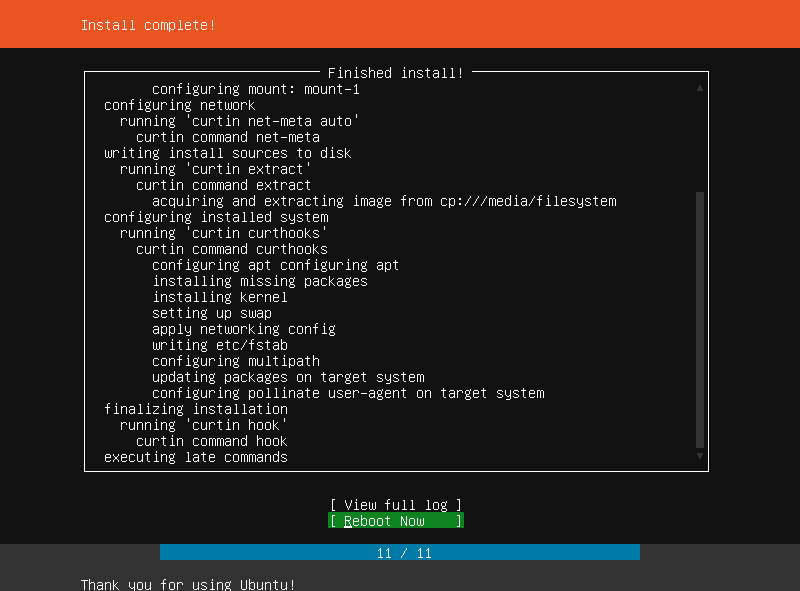 Install complete!
Finished install!
configuring mount: mount-1
configuring network
running 'curtin net-meta auto'
curtin command net-meta
writing install sources to disk
running 'curtin extract'
curtin command extract
acquiring and extracting image from cp:///media/filesystem
configuring installed system
running 'curtin curthooks'
curtin command curthooks
configuring apt configuring apt
installing missing packages
installing kernel
setting up swap
apply networking config
writing etc/fstab
configuring multipath
updating packages on target system
configuring pollinate user-agent on target system
finalizing installation
running 'curtin hook'
curtin command hook
executing late commands
[ View full log ]
[ Reboot Now ]
11 / 11
Thank you for using Ubuntu!